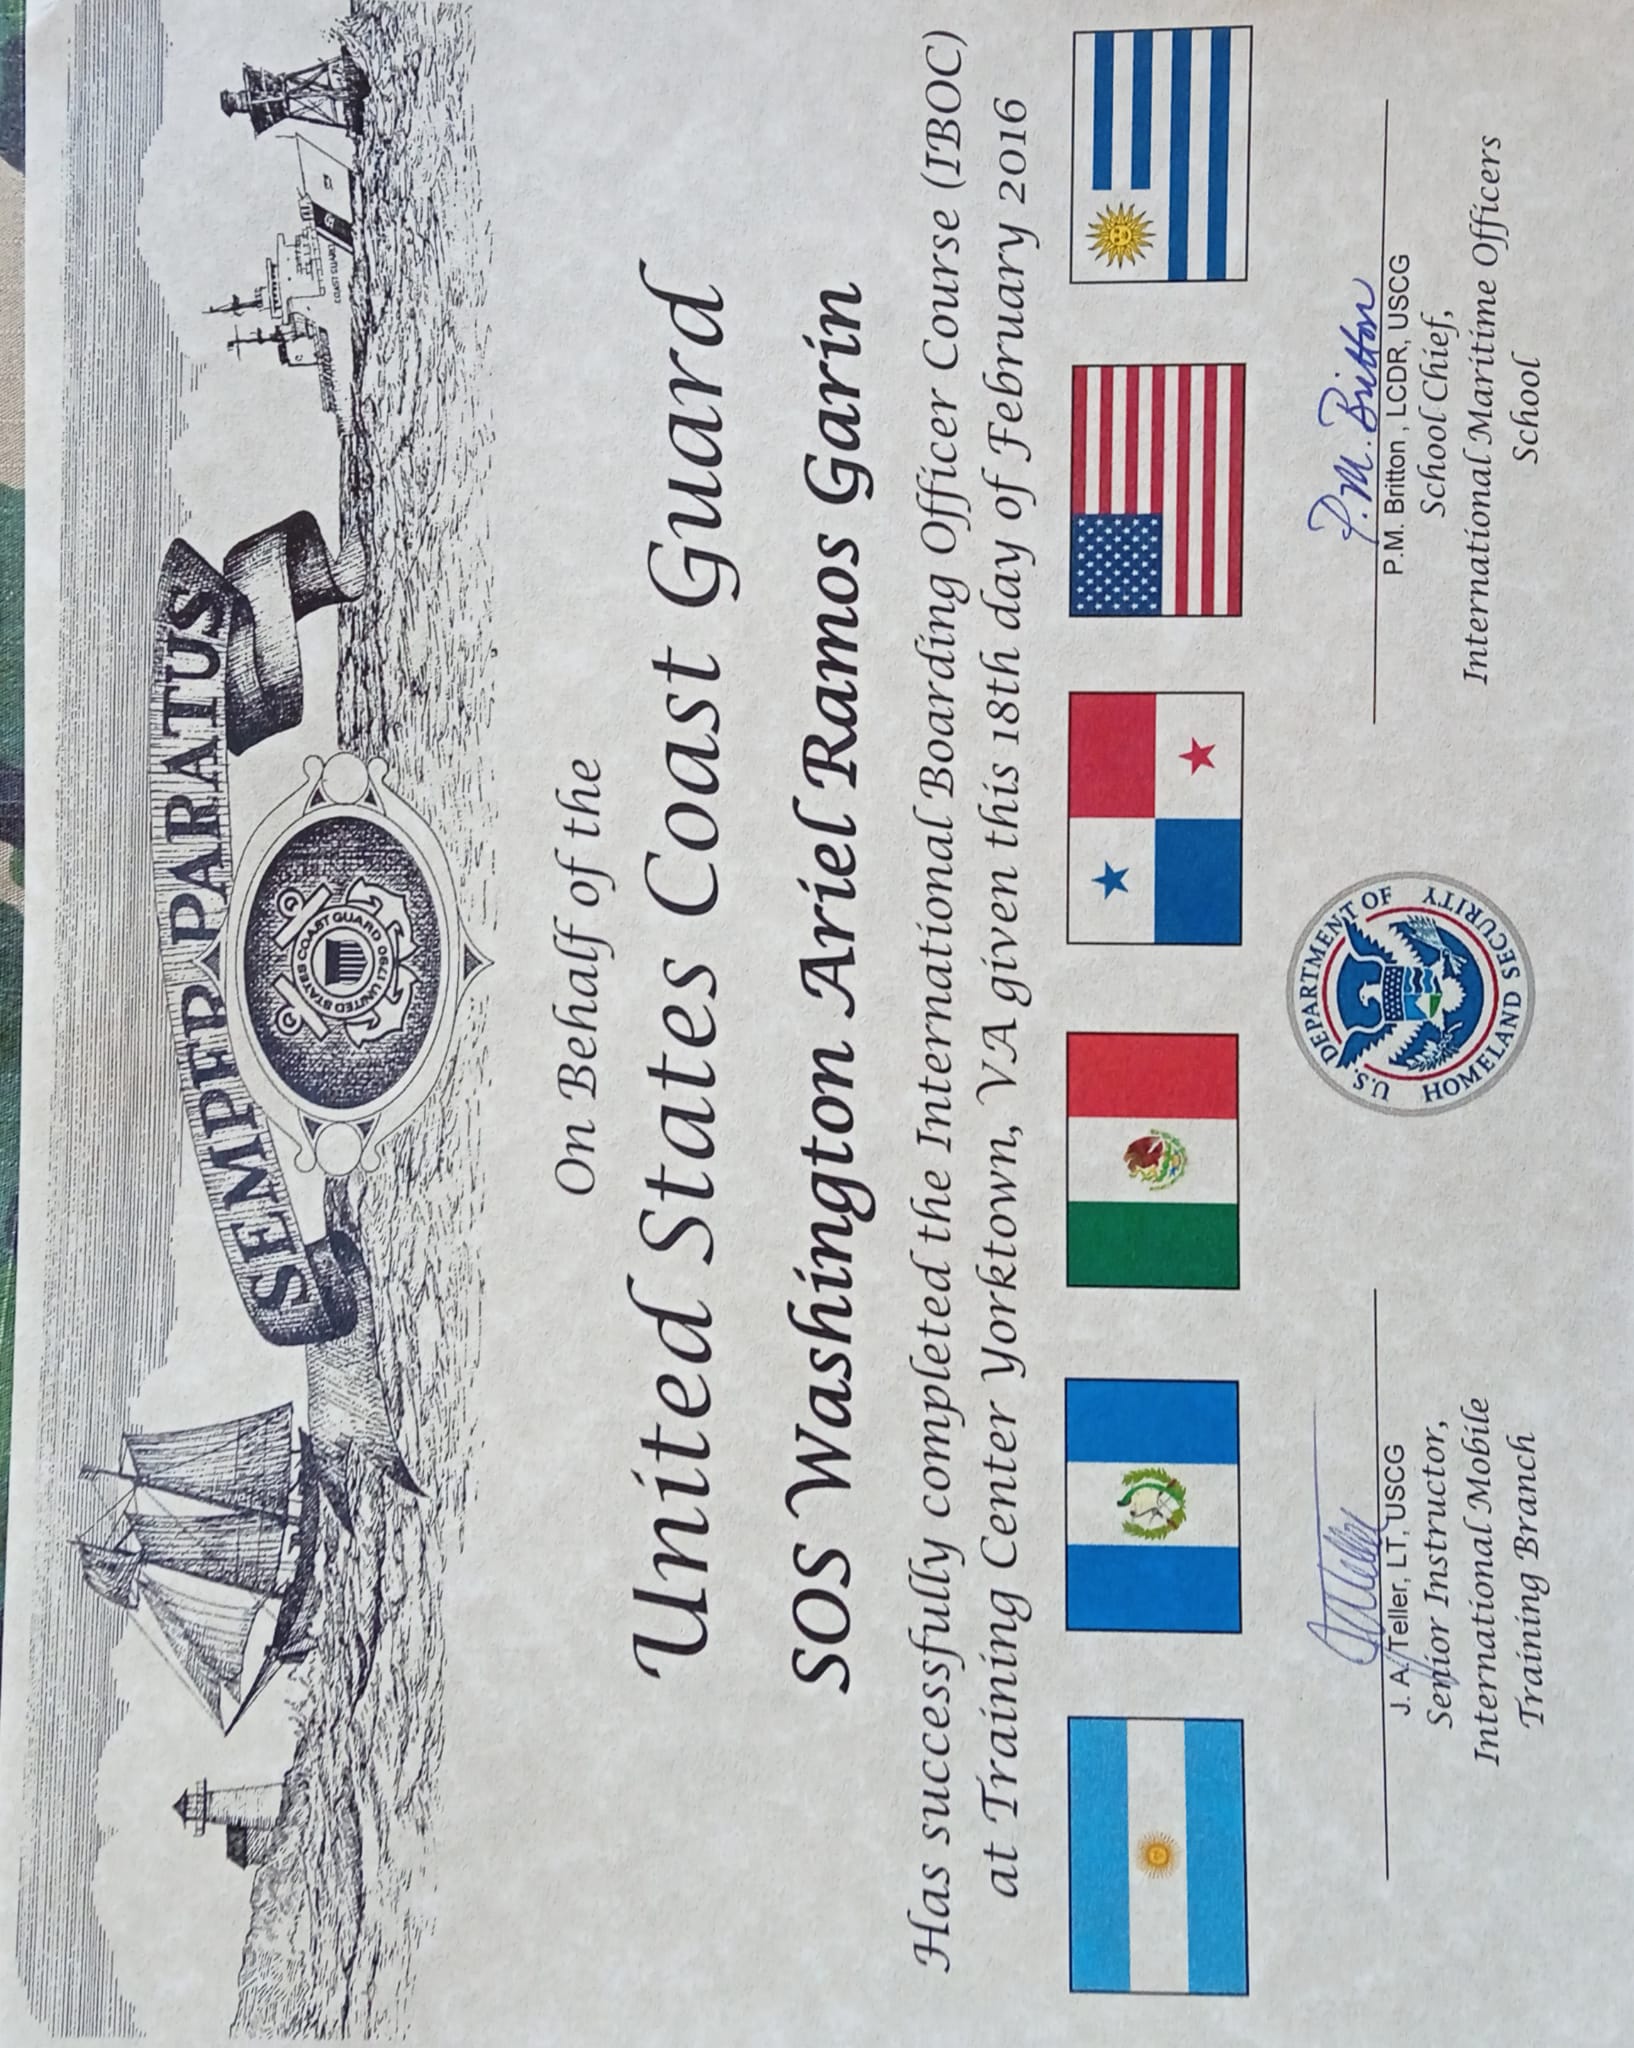 SEMPER PARATUS
UNITED STATES COAST GUARD
1790
COAST GUARD
On Behalf of the
United States Coast Guard
SOS Washington Ariel Ramos Garin
Has successfully completed the International Boarding Officer Course (IBOC)
at Training Center Yorktown, VA given this 18th day of February 2016
J A Teller
J. A. Teller, LT, USCG
Senior Instructor,
International Mobile
Training Branch
U.S. DEPARTMENT OF
HOMELAND SECURITY
P.M. Britton
P.M. Britton , LCDR, USCG
School Chief,
International Maritime Officers
School